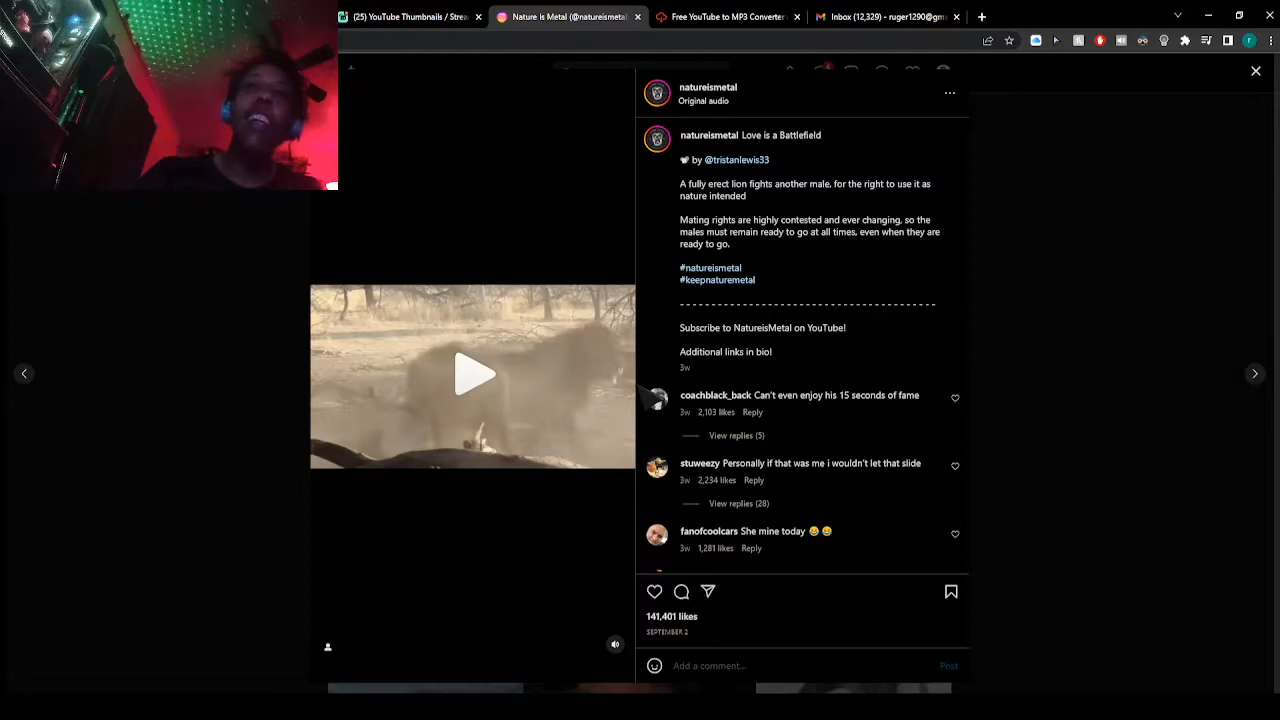 (25) YouTube Thumbnails / Strea
Nature is Metal (@natureismetal
Free YouTube to MP3 Converter
Inbox (12,329) - ruger1290@gm
natureismetal
Original audio
natureismetal Love is a Battlefield
by @tristanlewis33
A fully erect lion fights another male, for the right to use it as
nature intended
Mating rights are highly contested and ever changing, so the
males must remain ready to go at all times, even when they are
ready to go.
#natureismetal
#keepnaturemetal
- - - - - - - - - - - - - - - - - - - - - - - - - - - - - - - - - - - - -
Subscribe to NatureisMetal on YouTube!
Additional links in bio!
3w
coachblack_back Can't even enjoy his 15 seconds of fame
3w 2,103 likes Reply
View replies (5)
stuweezy Personally if that was me i wouldn't let that slide
3w 2,234 likes Reply
View replies (28)
fanofcoolcars She mine today 😂😂
3w 1,281 likes Reply
141,401 likes
SEPTEMBER 2
Add a comment...
Post